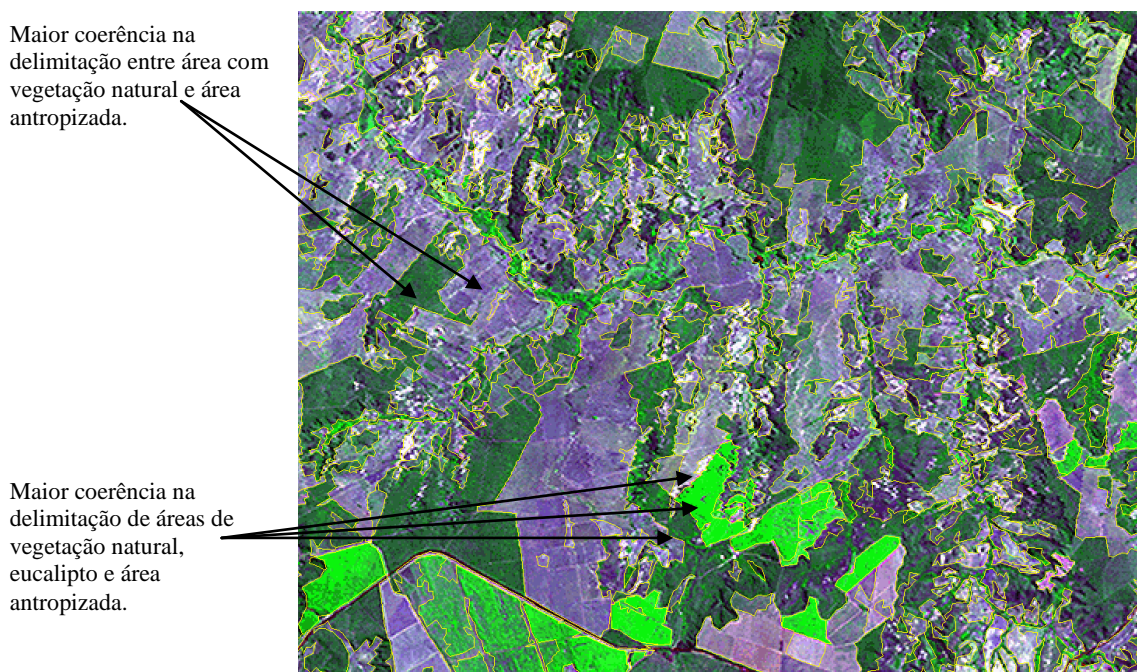 Maior coerência na
delimitação entre área com
vegetação natural e área
antropizada.
Maior coerência na
delimitação de áreas de
vegetação natural,
eucalipto e área
antropizada.